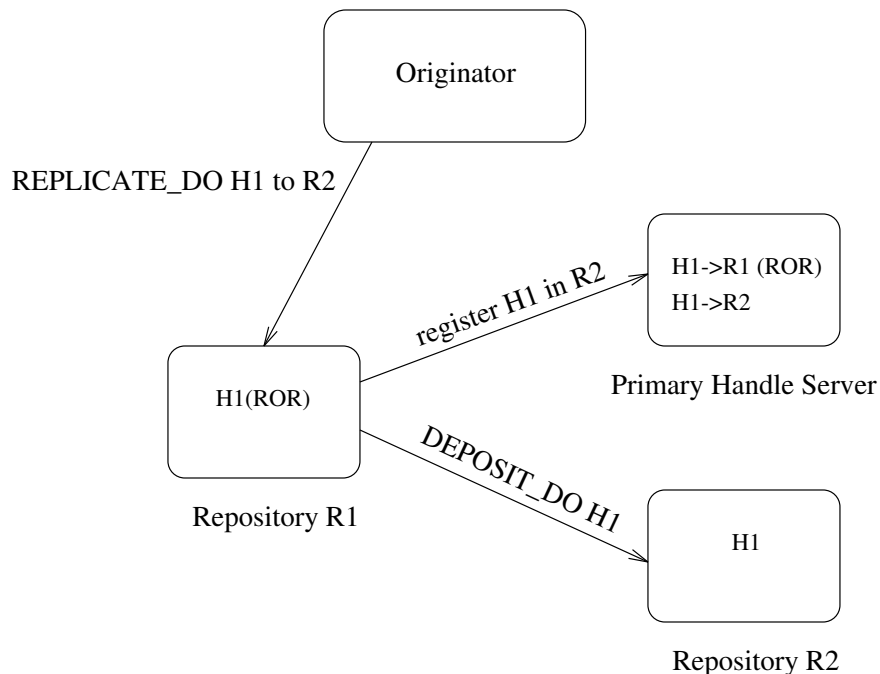 Originator
REPLICATE_DO H1 to R2
register H1 in R2
H1->R1 (ROR)
H1->R2
Primary Handle Server
H1(ROR)
Repository R1
DEPOSIT_DO H1
H1
Repository R2